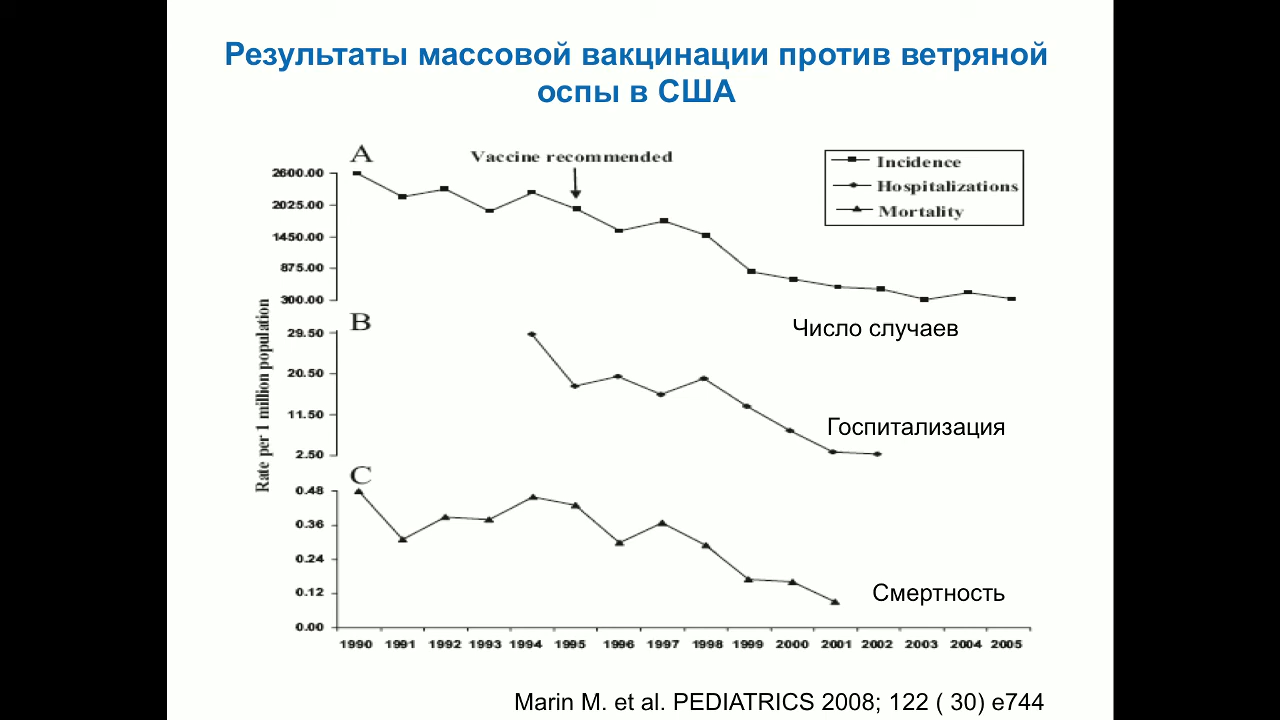 Результаты массовой вакцинации против ветряной
оспы в США
A
Vaccine recommended
Incidence
Hospitalizations
Mortality
2600.00
2025.00
1450.00
875.00
300.00
Число случаев
B
29.50
20.50
11.50
2.50
Госпитализация
Rate per 1 million population
C
0.48
0.36
0.24
0.12
0.00
Смертность
1990 1991 1992 1993 1994 1995 1996 1997 1998 1999 2000 2001 2002 2003 2004 2005
Marin M. et al. PEDIATRICS 2008; 122 ( 30) e744